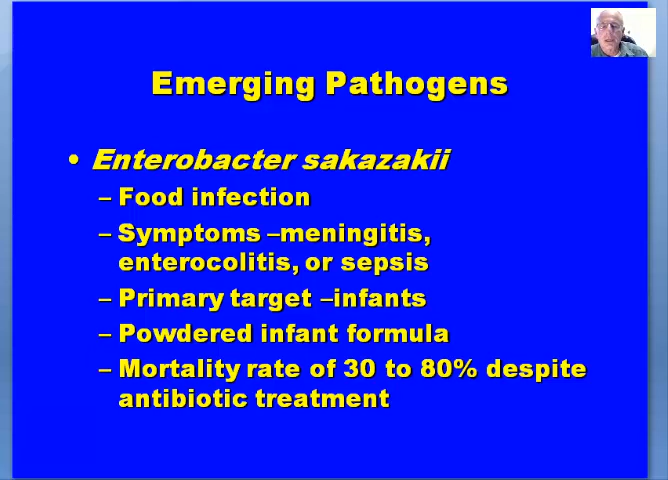 Emerging Pathogens
• Enterobacter sakazakii
– Food infection
– Symptoms –meningitis,
enterocolitis, or sepsis
– Primary target –infants
– Powdered infant formula
– Mortality rate of 30 to 80% despite
antibiotic treatment